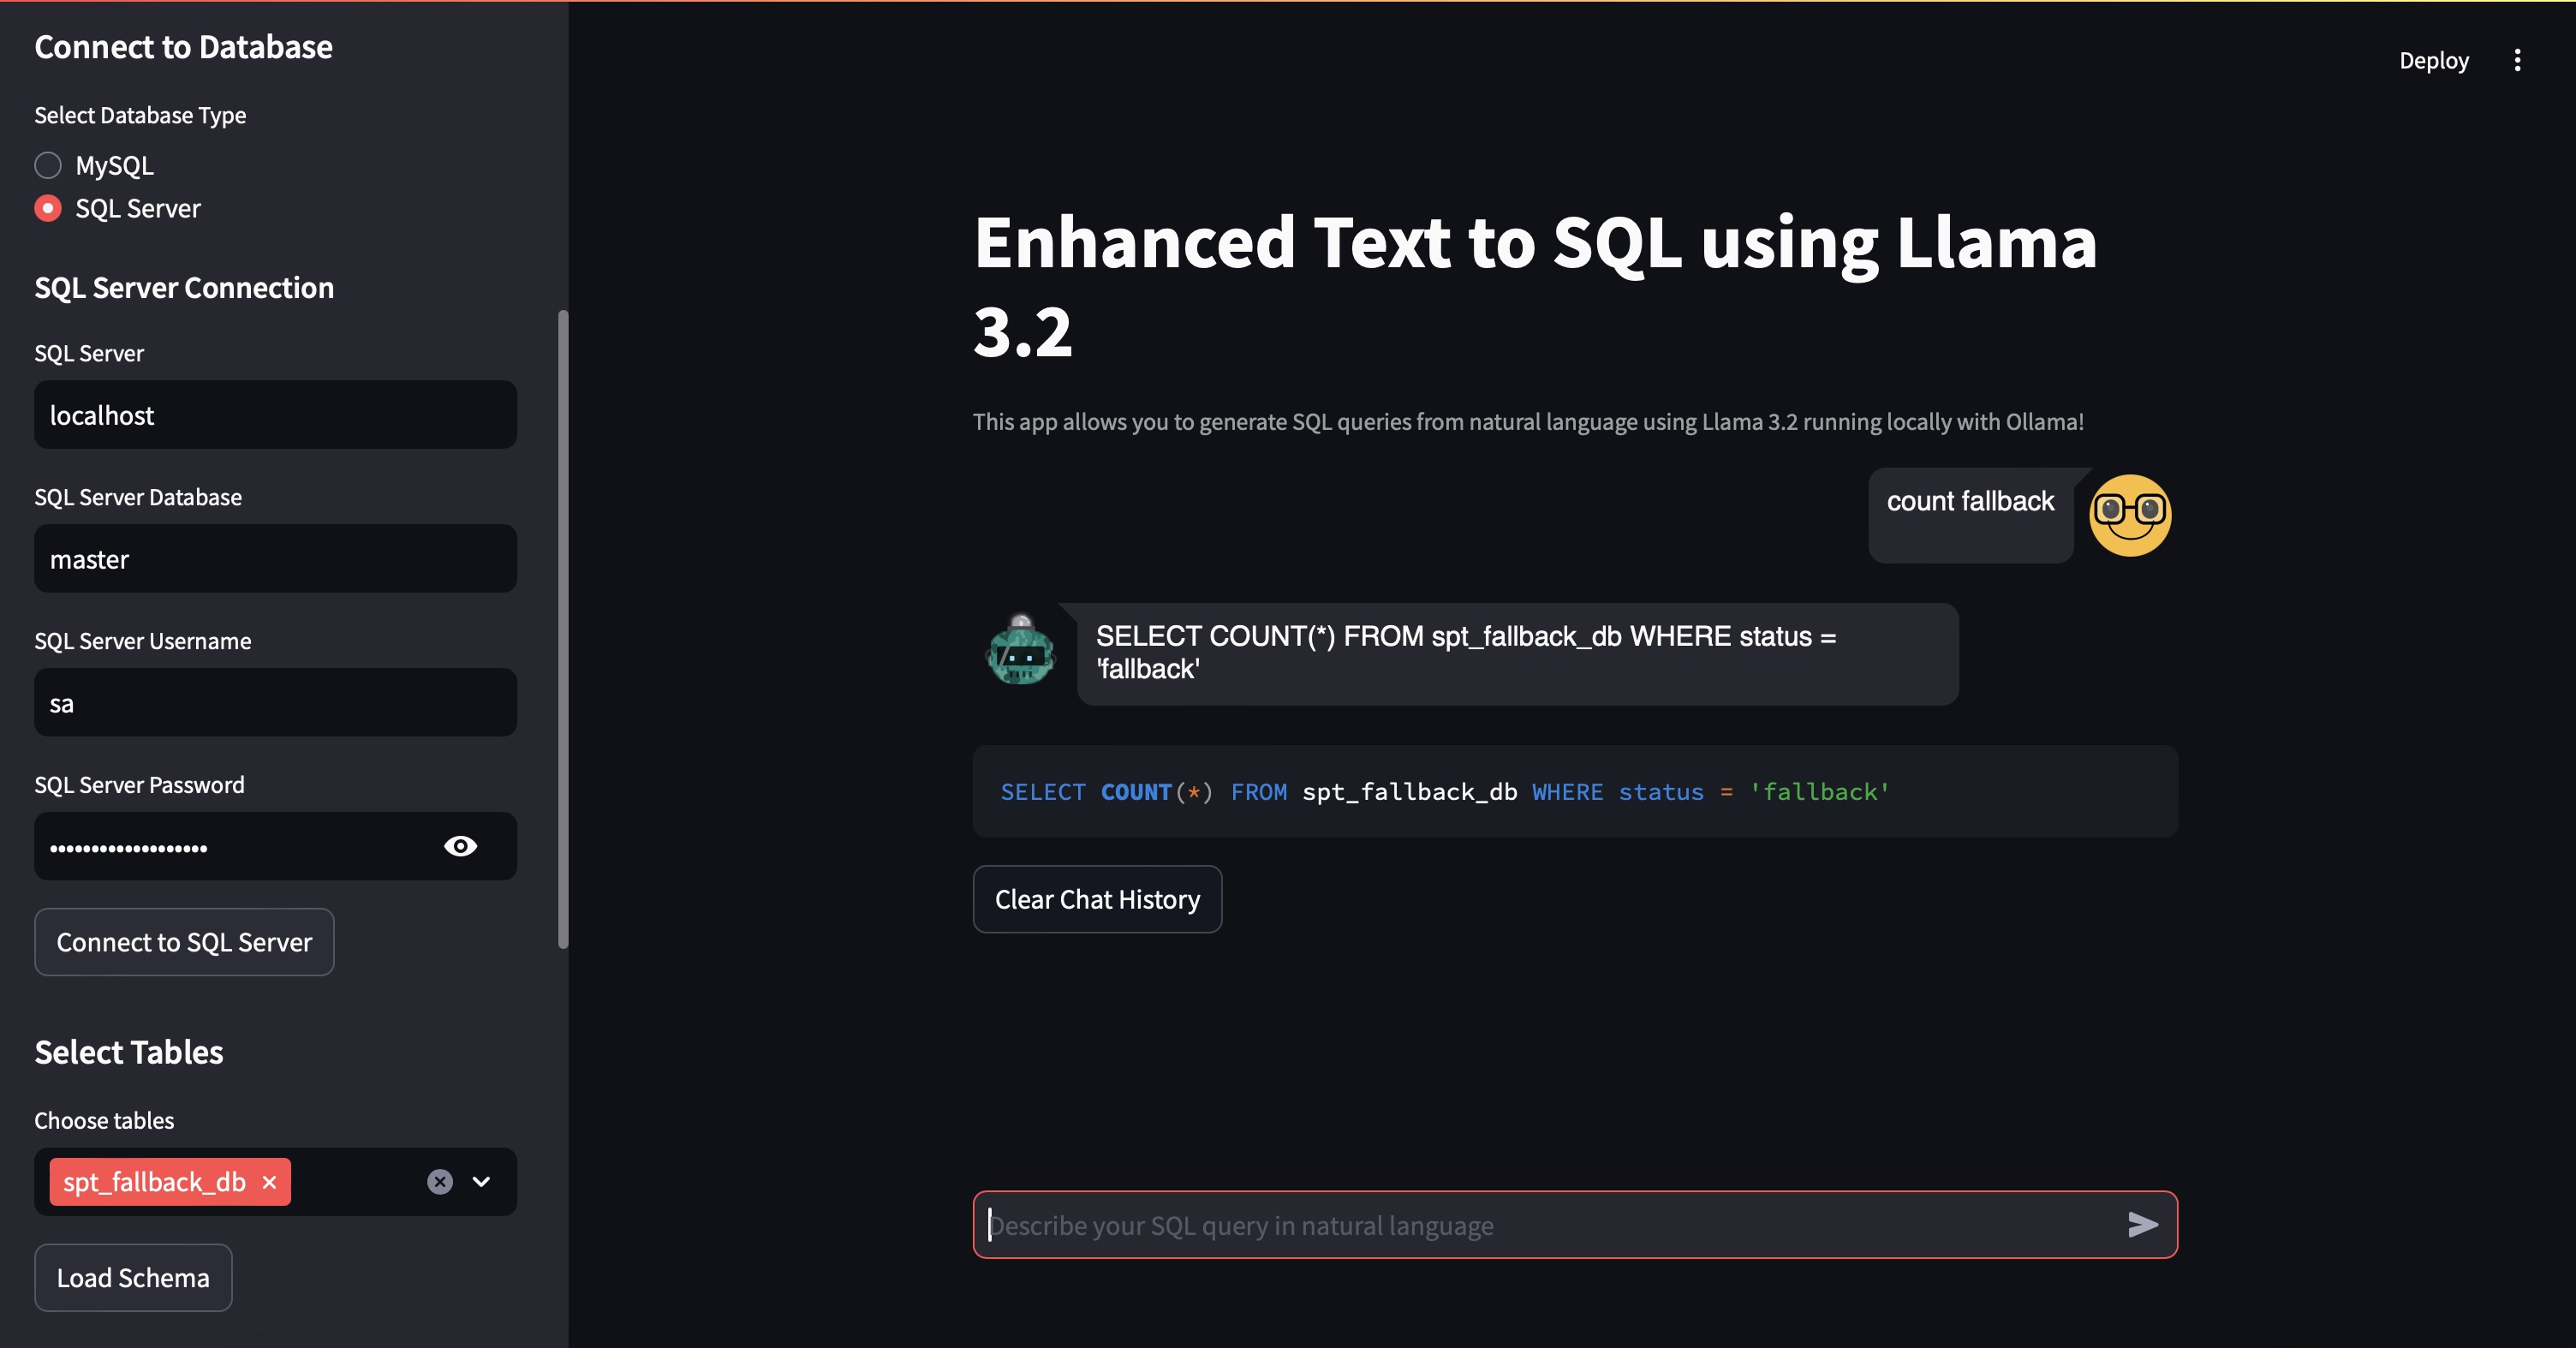 Connect to Database
Select Database Type
MySQL
SQL Server
SQL Server Connection
SQL Server
localhost
SQL Server Database
master
SQL Server Username
sa
SQL Server Password
Connect to SQL Server
Select Tables
Choose tables
spt_fallback_db
Load Schema
Deploy
Enhanced Text to SQL using Llama
3.2
This app allows you to generate SQL queries from natural language using Llama 3.2 running locally with Ollama!
count fallback
SELECT COUNT(*) FROM spt_fallback_db WHERE status =
'fallback'
SELECT COUNT(*) FROM spt_fallback_db WHERE status = 'fallback'
Clear Chat History
Describe your SQL query in natural language